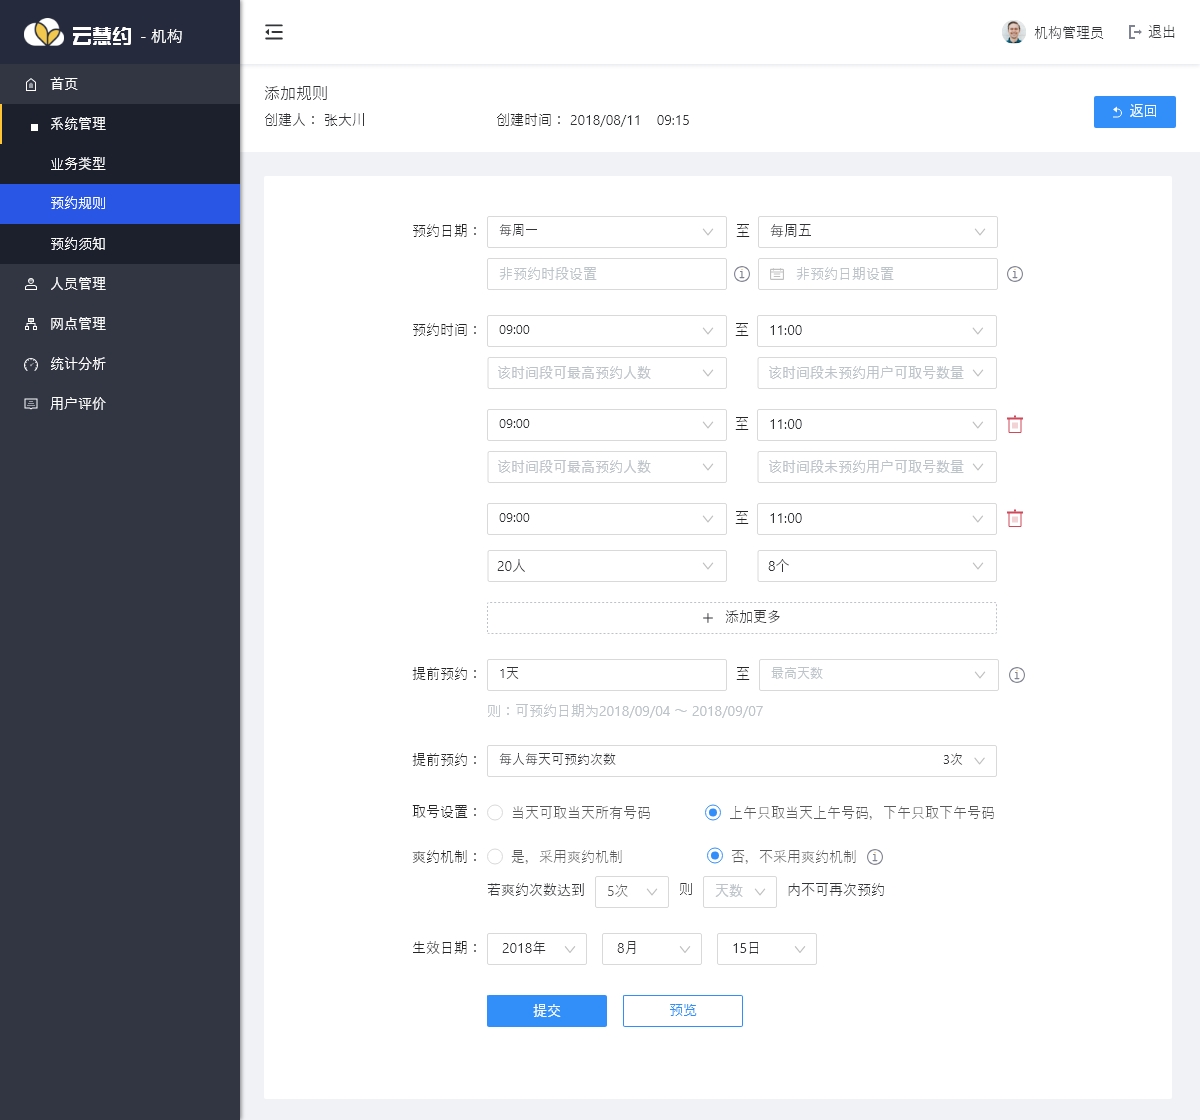 云慧约 - 机构
首页
系统管理
业务类型
预约规则
预约须知
人员管理
网点管理
统计分析
用户评价
机构管理员 退出
添加规则
创建人： 张大川 创建时间： 2018/08/11 09:15
返回
预约日期： 每周一 至 每周五
非预约时段设置 非预约日期设置
预约时间： 09:00 至 11:00
该时间段可最高预约人数 该时间段未预约用户可取号数量
09:00 至 11:00
该时间段可最高预约人数 该时间段未预约用户可取号数量
09:00 至 11:00
20人 8个
+ 添加更多
提前预约： 1天 至 最高天数
则：可预约日期为2018/09/04 ～ 2018/09/07
提前预约： 每人每天可预约次数 3次
取号设置： 当天可取当天所有号码 上午只取当天上午号码, 下午只取下午号码
爽约机制： 是, 采用爽约机制 否, 不采用爽约机制
若爽约次数达到 5次 则 天数 内不可再次预约
生效日期： 2018年 8月 15日
提交 预览